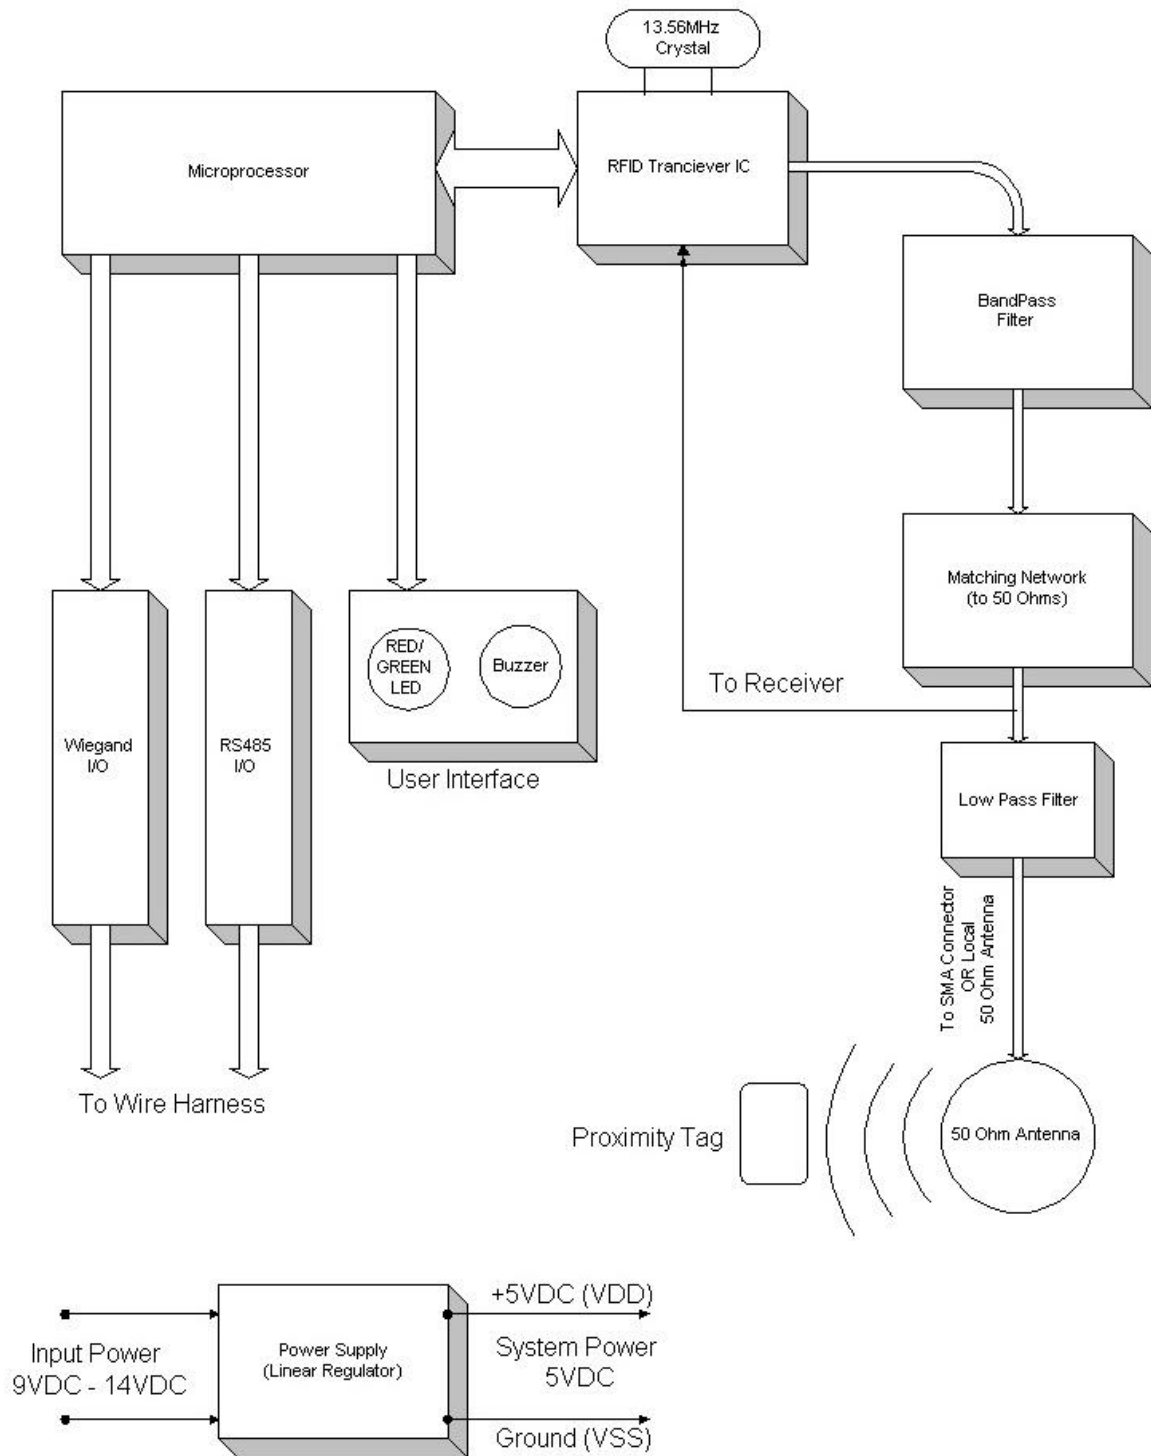 13.56MHz
Crystal
Microprocessor
RFID Tranciever IC
BandPass
Filter
Matching Network
(to 50 Ohms)
To Receiver
RED/
GREEN
LED
Buzzer
Wiegand
I/O
RS485
I/O
User Interface
Low Pass Filter
To SMA Connector
OR Local
50 Ohm Antenna
To Wire Harness
Proximity Tag
50 Ohm Antenna
Input Power
9VDC - 14VDC
Power Supply
(Linear Regulator)
+5VDC (VDD)
System Power
5VDC
Ground (VSS)